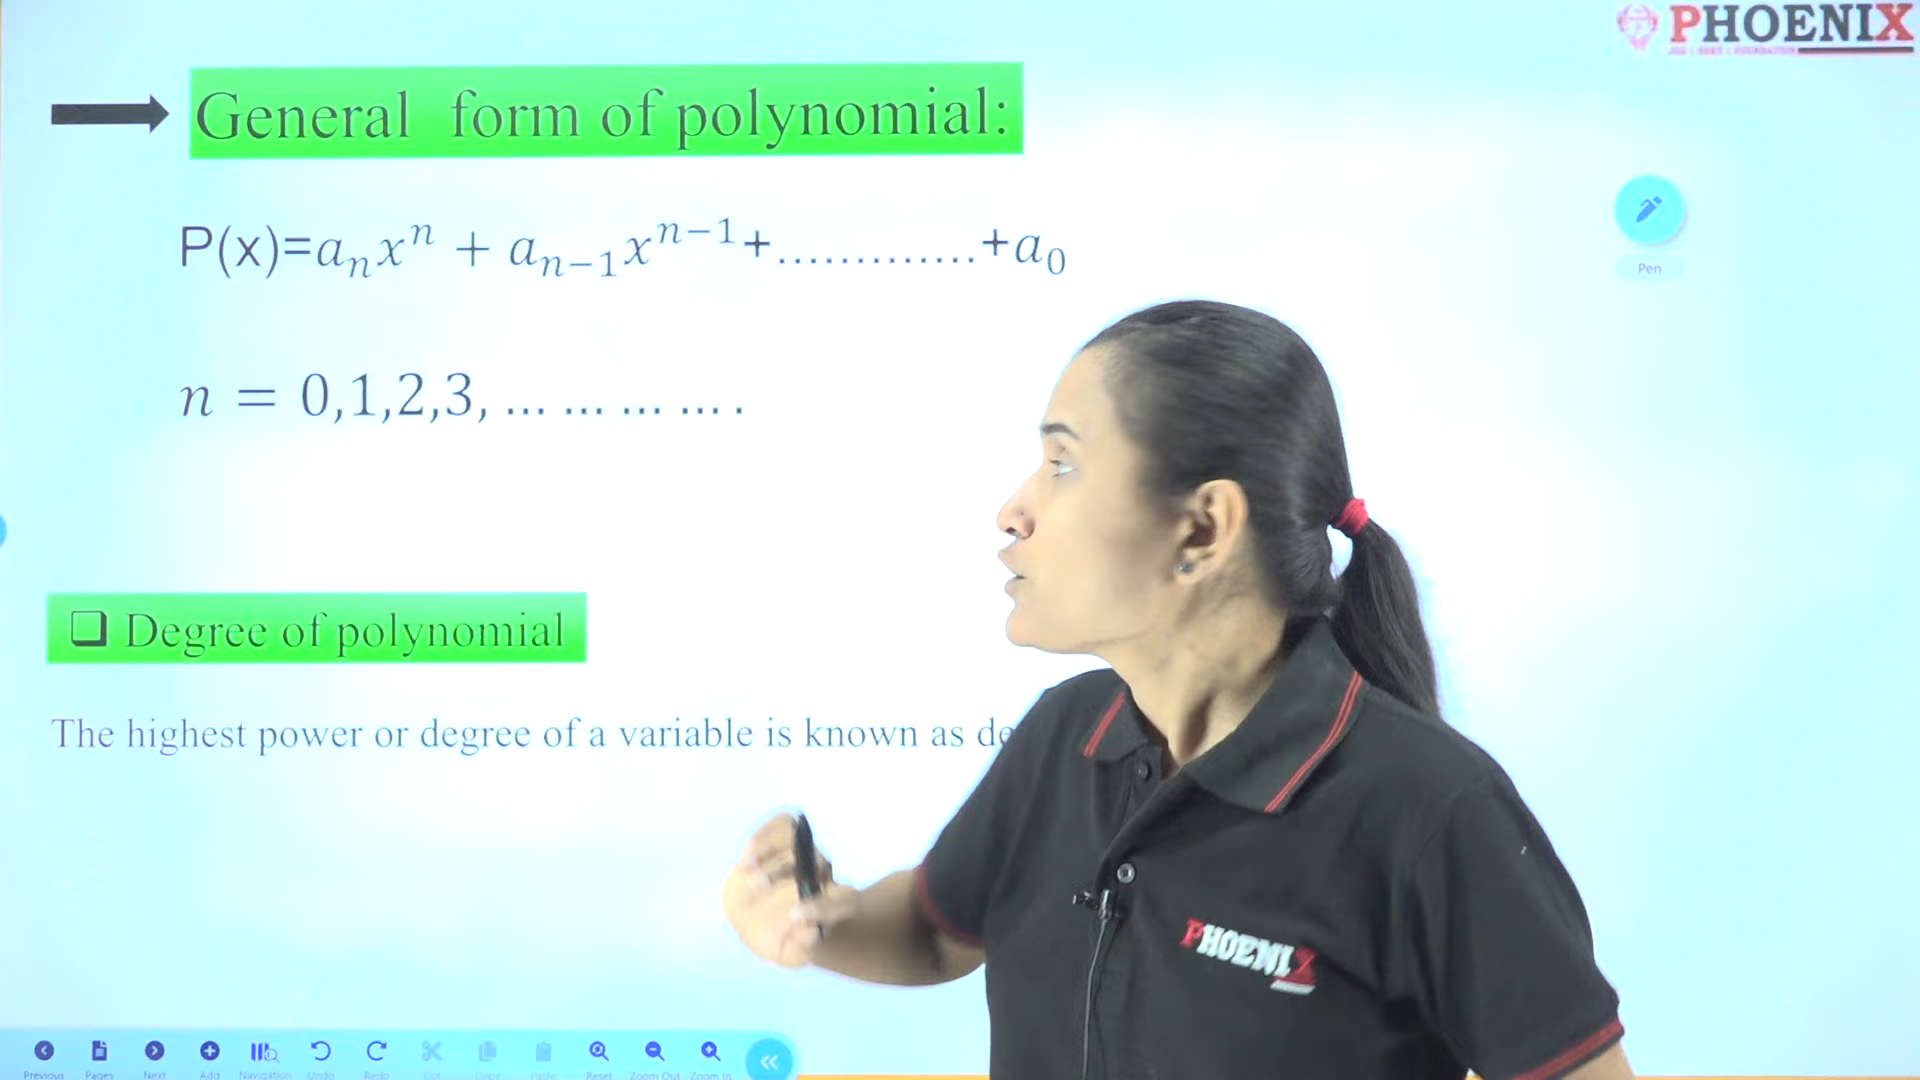 PHOENIX
General form of polynomial:
P(x)=aₙxⁿ + aₙ₋₁xⁿ⁻¹+.............+a₀
Pen
n = 0,1,2,3, … … … … .
❑ Degree of polynomial
The highest power or degree of a variable is known as de
PHOENIX
Previous Pages Next Add Navigation Undo Redo Cut Copy Paste Reset Zoom Out Zoom In